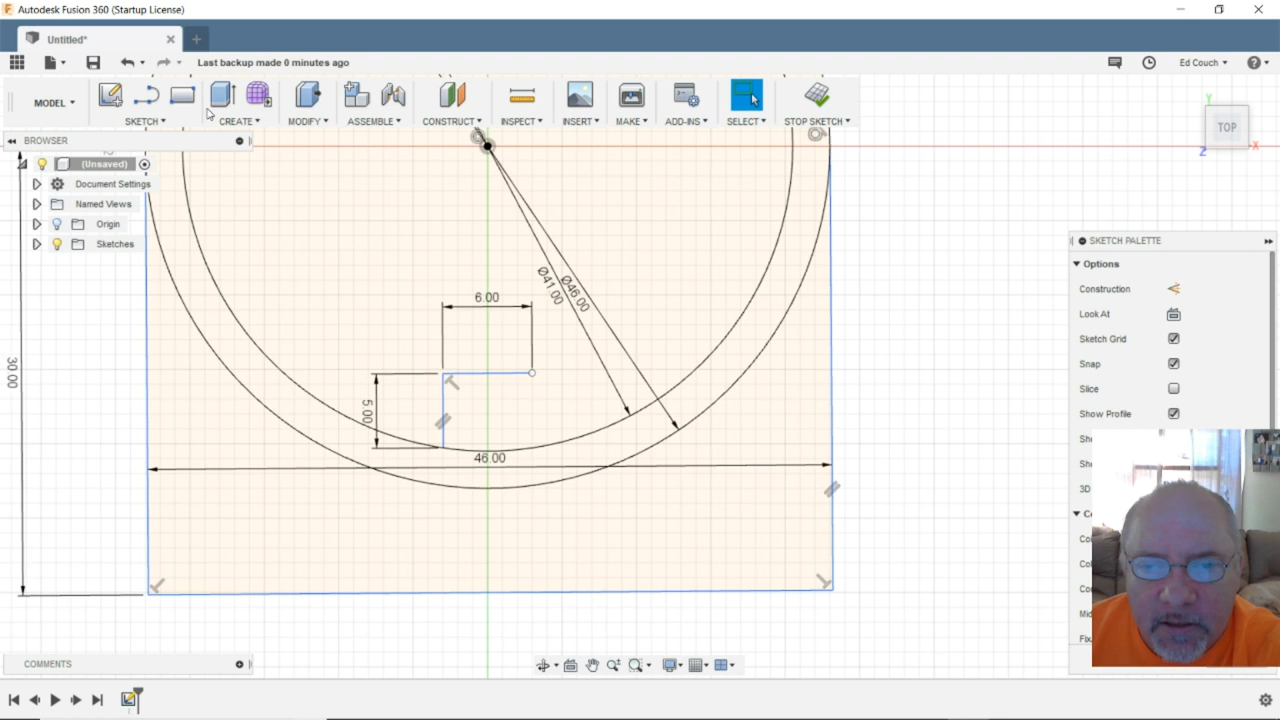 Autodesk Fusion 360 (Startup License)
Untitled*
Last backup made 0 minutes ago
Ed Couch
MODEL
SKETCH
CREATE
MODIFY
ASSEMBLE
CONSTRUCT
INSPECT
INSERT
MAKE
ADD-INS
SELECT
STOP SKETCH
BROWSER
(Unsaved)
Document Settings
Named Views
Origin
Sketches
Y
TOP
X
Z
SKETCH PALETTE
Options
Construction
Look At
Sketch Grid
Snap
Slice
Show Profile
3D
6.00
Ø41.00
Ø46.00
5.00
30.00
46.00
COMMENTS